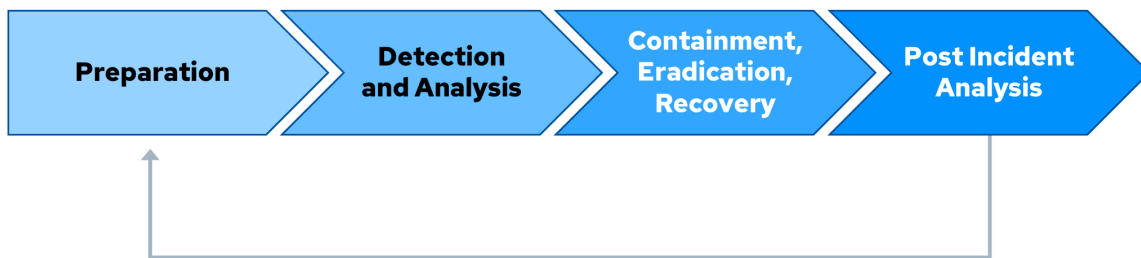 Preparation
Detection
and Analysis
Containment,
Eradication,
Recovery
Post Incident
Analysis